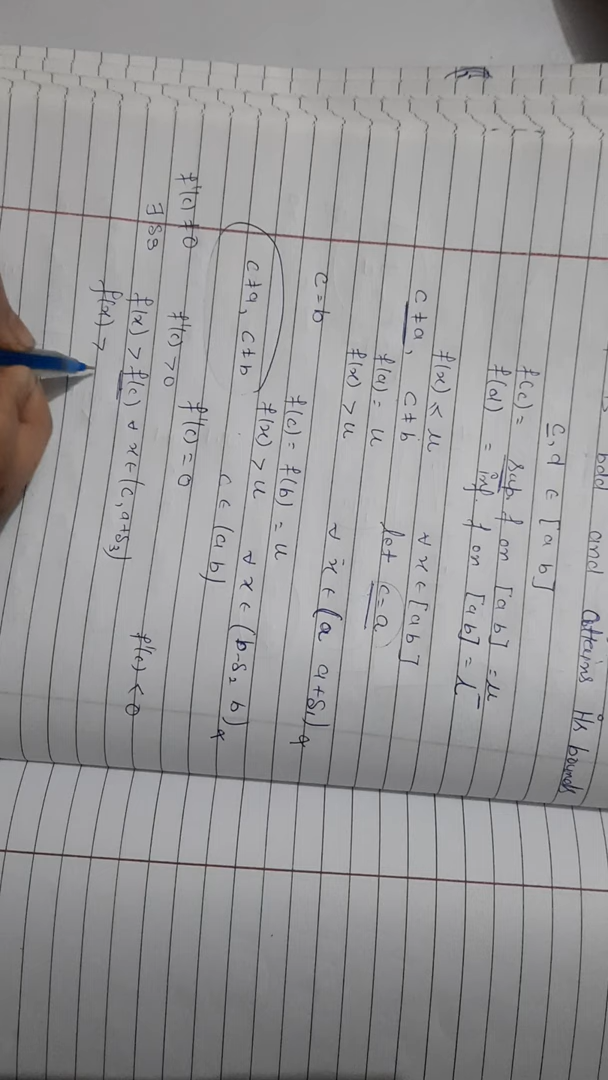 bdd and attains its bounds
c, d ∈ [a b]
f(c) = sup f on [a b] = u
f(d) = inf f on [a b] = l
f(x) < u ∀ x ∈ [a b]
c ≠ a, c ≠ b let c = a
f(a) = u
f(x) > u ∀ x ∈ (a a+δ₁)
c = b
f(c) = f(b) = u
f(x) > u ∀ x ∈ (b-δ₂ b)
c ≠ a, c ≠ b c ∈ (a b)
f'(c) = 0
f'(c) ≠ 0 f'(c) > 0 f'(c) < 0
∃ δ3 f(x) > f(c) ∀ x ∈ (c, a+δ3)
f(x) >